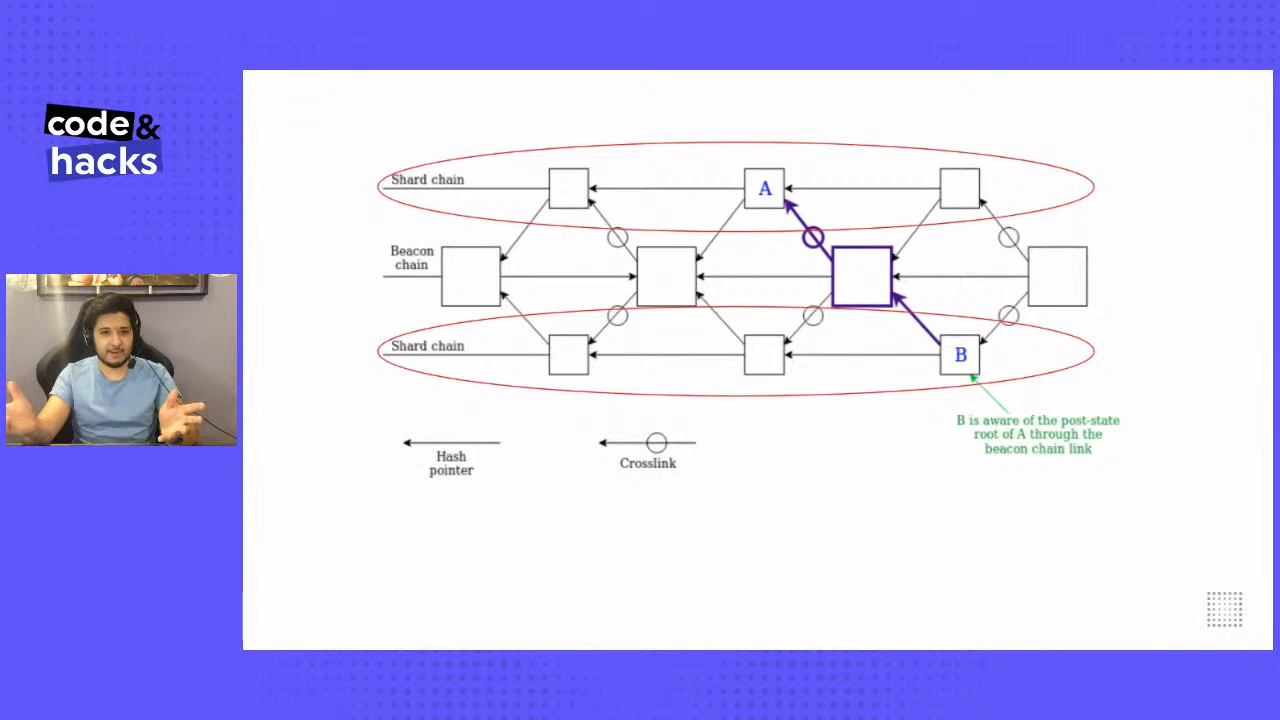 code&
hacks
Shard chain
A
Beacon
chain
Shard chain
B
B is aware of the post-state
root of A through the
beacon chain link
Hash
pointer
Crosslink